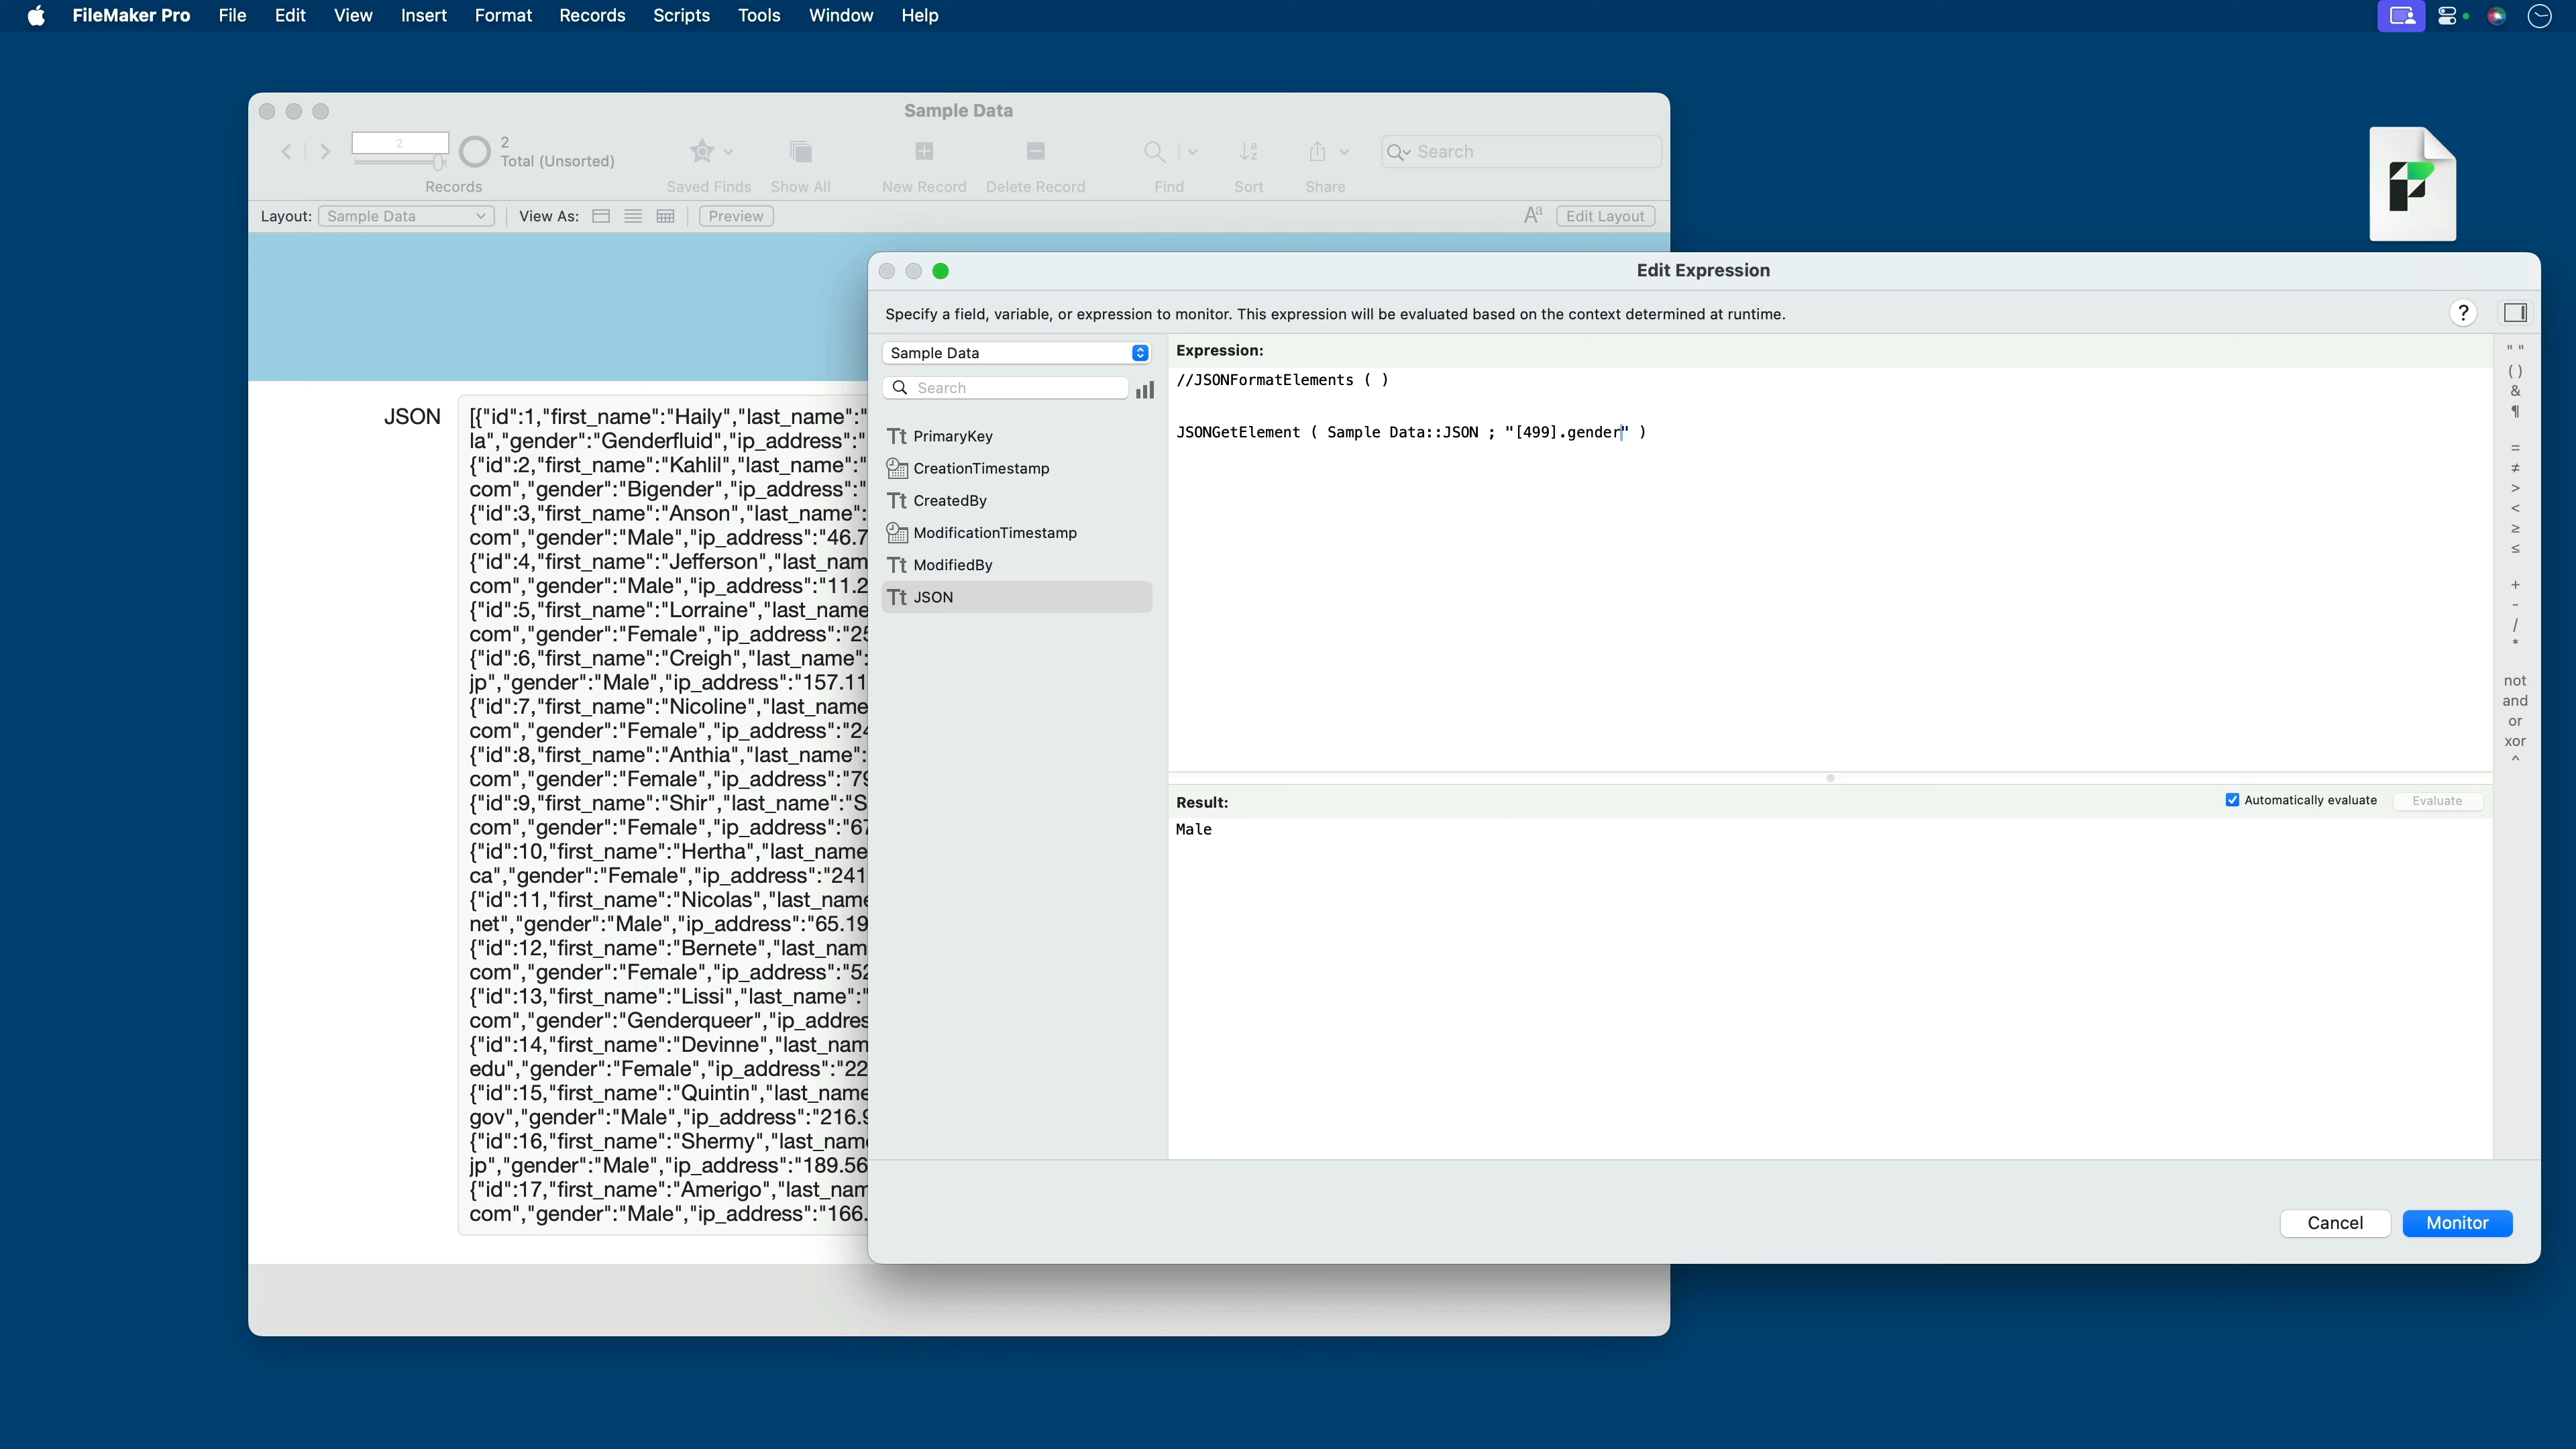 FileMaker Pro File Edit View Insert Format Records Scripts Tools Window Help
Sample Data
2
2
Total (Unsorted)
Search
Records Saved Finds Show All New Record Delete Record Find Sort Share
Layout: Sample Data View As: Preview Aa Edit Layout
JSON
[{"id":1,"first_name":"Haily","last_name":"
la","gender":"Genderfluid","ip_address":"
{"id":2,"first_name":"Kahlil","last_name":"
com","gender":"Bigender","ip_address":"
{"id":3,"first_name":"Anson","last_name":
com","gender":"Male","ip_address":"46.7
{"id":4,"first_name":"Jefferson","last_nam
com","gender":"Male","ip_address":"11.2
{"id":5,"first_name":"Lorraine","last_name
com","gender":"Female","ip_address":"25
{"id":6,"first_name":"Creigh","last_name":
jp","gender":"Male","ip_address":"157.11
{"id":7,"first_name":"Nicoline","last_name
com","gender":"Female","ip_address":"24
{"id":8,"first_name":"Anthia","last_name":
com","gender":"Female","ip_address":"79
{"id":9,"first_name":"Shir","last_name":"S
com","gender":"Female","ip_address":"67
{"id":10,"first_name":"Hertha","last_name
ca","gender":"Female","ip_address":"241
{"id":11,"first_name":"Nicolas","last_name
net","gender":"Male","ip_address":"65.19
{"id":12,"first_name":"Bernete","last_nam
com","gender":"Female","ip_address":"52
{"id":13,"first_name":"Lissi","last_name":"
com","gender":"Genderqueer","ip_addres
{"id":14,"first_name":"Devinne","last_nam
edu","gender":"Female","ip_address":"22
{"id":15,"first_name":"Quintin","last_name
gov","gender":"Male","ip_address":"216.9
{"id":16,"first_name":"Shermy","last_name
jp","gender":"Male","ip_address":"189.56
{"id":17,"first_name":"Amerigo","last_nam
com","gender":"Male","ip_address":"166.
Edit Expression
Specify a field, variable, or expression to monitor. This expression will be evaluated based on the context determined at runtime.
?
Sample Data
Search
Tt PrimaryKey
CreationTimestamp
Tt CreatedBy
ModificationTimestamp
Tt ModifiedBy
Tt JSON
Expression:
//JSONFormatElements ( )
JSONGetElement ( Sample Data::JSON ; "[499].gender" )
Result:
Automatically evaluate Evaluate
Male
" "
( )
&
¶
=
≠
>
<
≥
≤
+
-
/
*
not
and
or
xor
^
Cancel Monitor